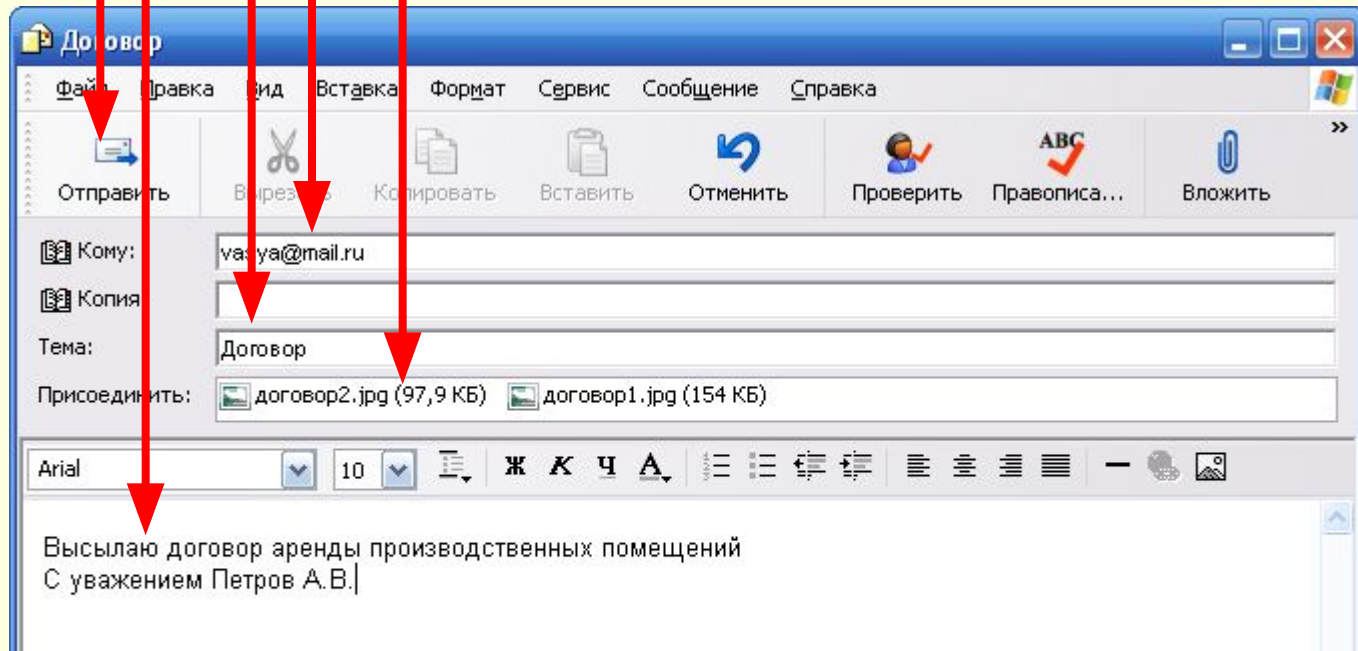 Договор
Файл Правка Вид Вставка Формат Сервис Сообщение Справка
Отправить Вырезать Копировать Вставить Отменить Проверить Правописа... Вложить »
Кому: vasya@mail.ru
Копия
Тема: Договор
Присоединить: договор2.jpg (97,9 КБ) договор1.jpg (154 КБ)
Arial 10 Ж К Ч А
Высылаю договор аренды производственных помещений
С уважением Петров А.В.